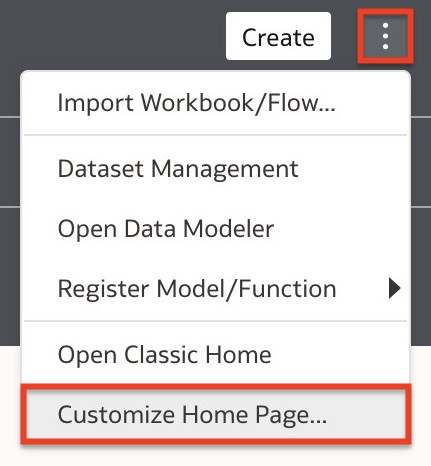 Create
Import Workbook/Flow...
Dataset Management
Open Data Modeler
Register Model/Function
Open Classic Home
Customize Home Page...